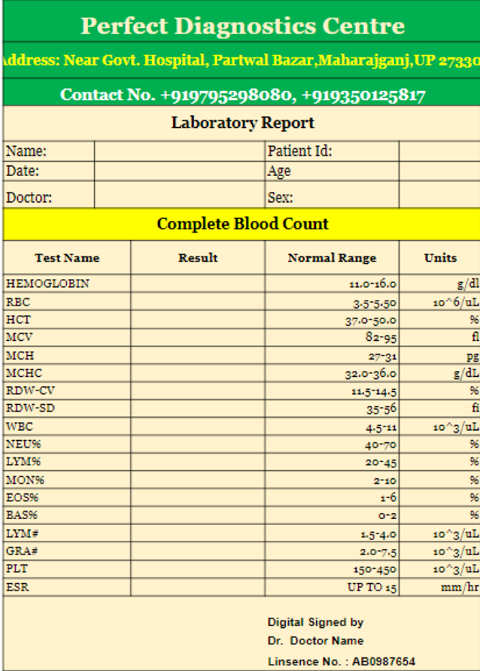 Perfect Diagnostics Centre
Address: Near Govt. Hospital, Partwal Bazar,Maharajganj,UP 27330
Contact No. +919795298080, +919350125817
Laboratory Report
Name: Patient Id:
Date: Age
Doctor: Sex:
Complete Blood Count
Test Name Result Normal Range Units
HEMOGLOBIN 11.0-16.0 g/dl
RBC 3.5-5.50 10^6/uL
HCT 37.0-50.0 %
MCV 82-95 fl
MCH 27-31 pg
MCHC 32.0-36.0 g/dL
RDW-CV 11.5-14.5 %
RDW-SD 35-56 fi
WBC 4.5-11 10^3/uL
NEU% 40-70 %
LYM% 20-45 %
MON% 2-10 %
EOS% 1-6 %
BAS% 0-2 %
LYM# 1.5-4.0 10^3/uL
GRA# 2.0-7.5 10^3/uL
PLT 150-450 10^3/uL
ESR UP TO 15 mm/hr
Digital Signed by
Dr. Doctor Name
Linsence No. : AB0987654